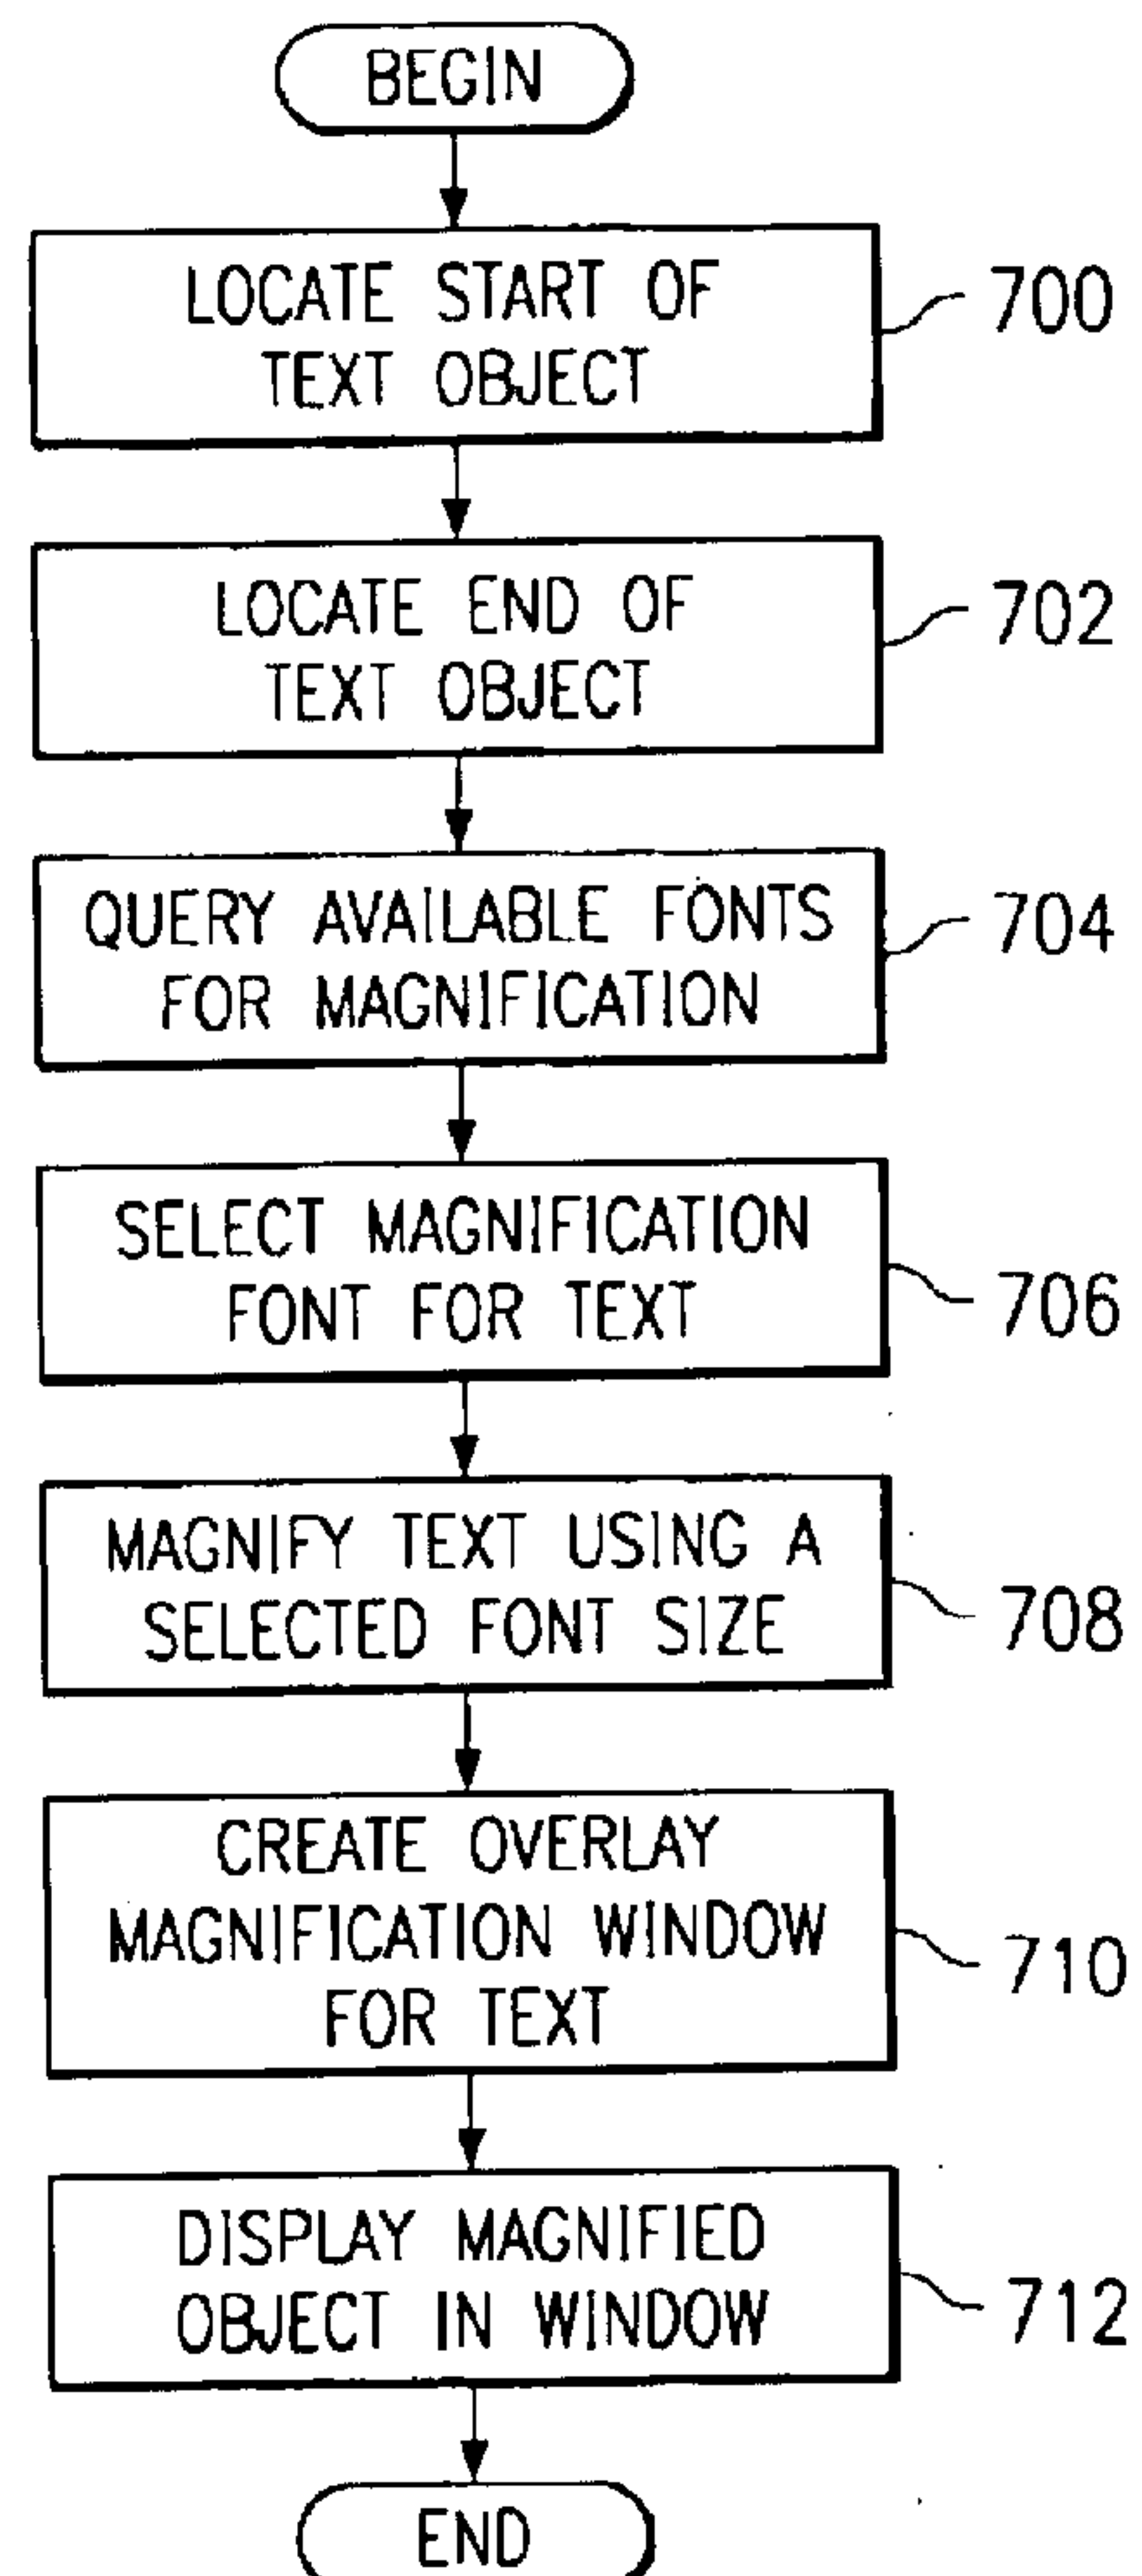 BEGIN
LOCATE START OF
TEXT OBJECT
700
LOCATE END OF
TEXT OBJECT
702
QUERY AVAILABLE FONTS
FOR MAGNIFICATION
704
SELECT MAGNIFICATION
FONT FOR TEXT
706
MAGNIFY TEXT USING A
SELECTED FONT SIZE
708
CREATE OVERLAY
MAGNIFICATION WINDOW
FOR TEXT
710
DISPLAY MAGNIFIED
OBJECT IN WINDOW
712
END